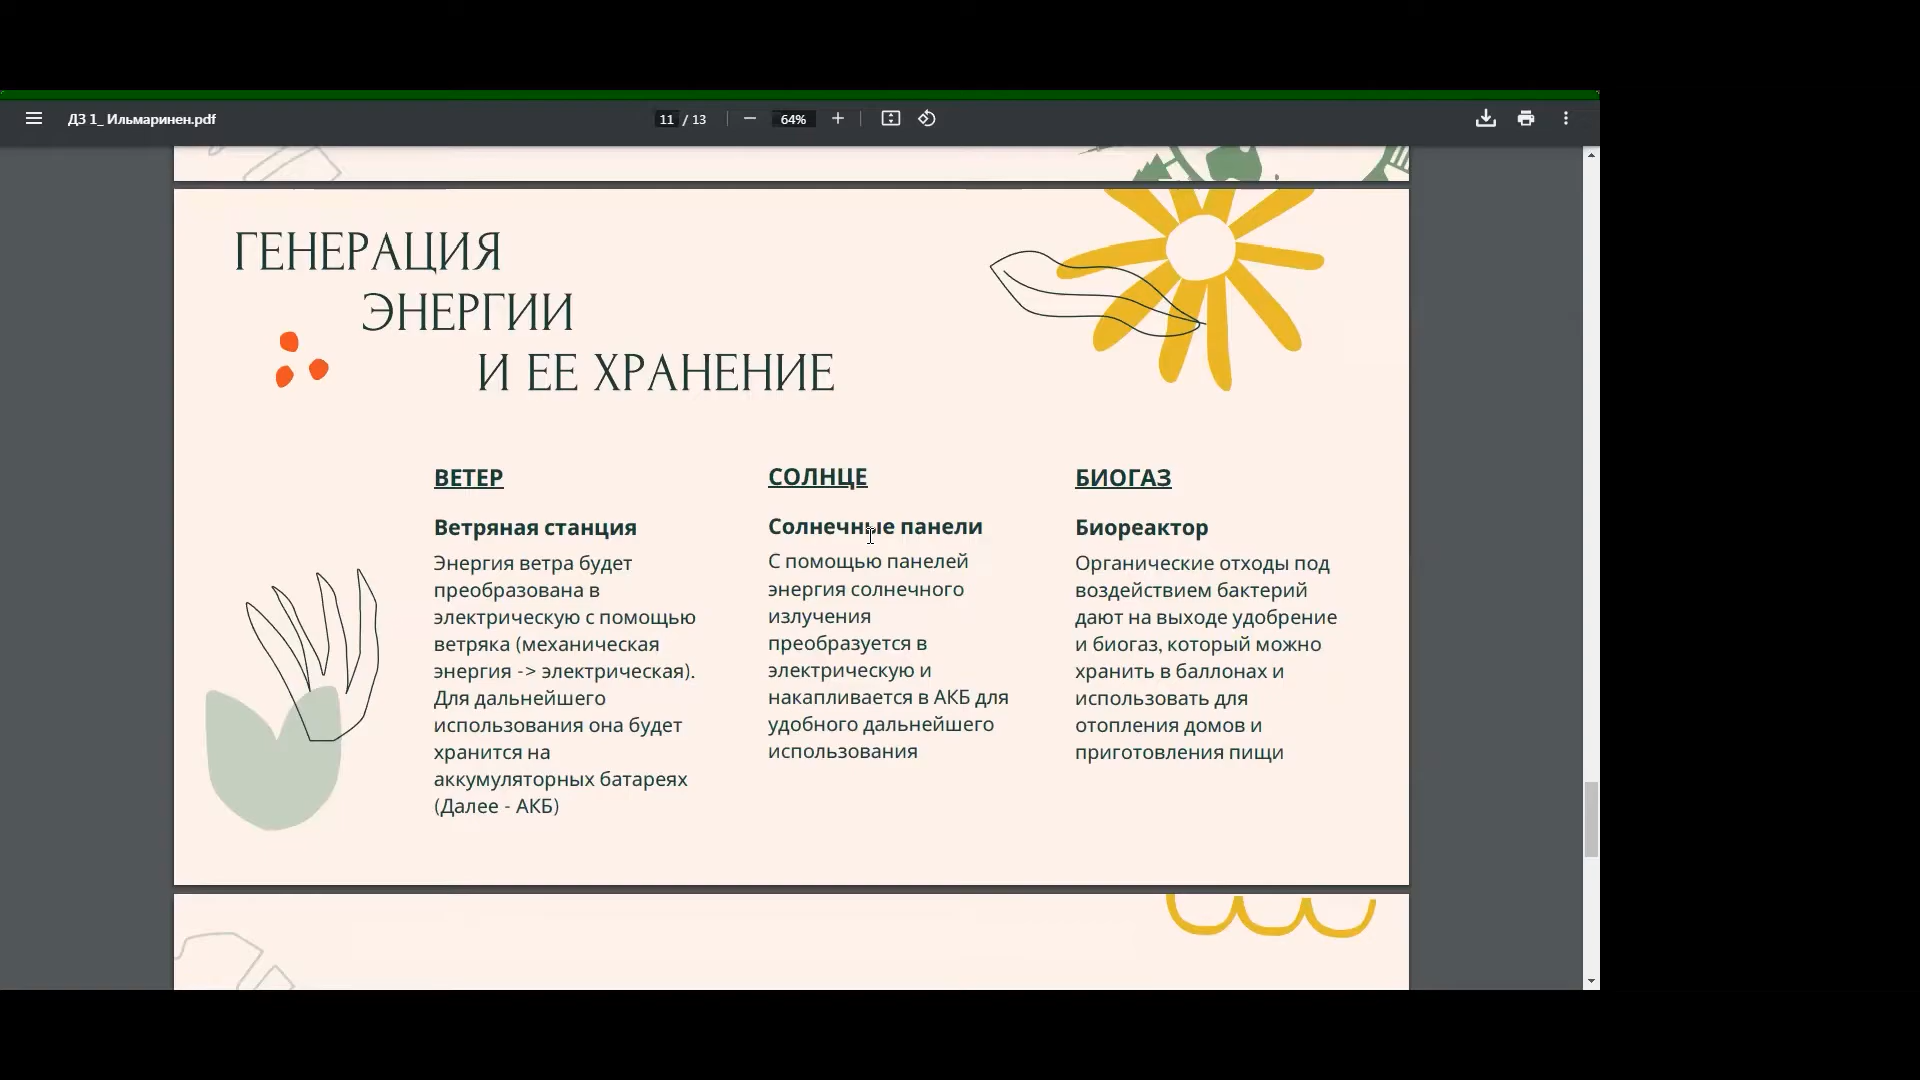 ДЗ 1_ Ильмаринен.pdf
11 / 13
64%
ГЕНЕРАЦИЯ
ЭНЕРГИИ
И ЕЕ ХРАНЕНИЕ
ВЕТЕР
Ветряная станция
Энергия ветра будет
преобразована в
электрическую с помощью
ветряка (механическая
энергия -> электрическая).
Для дальнейшего
использования она будет
хранится на
аккумуляторных батареях
(Далее - АКБ)
СОЛНЦЕ
Солнечные панели
С помощью панелей
энергия солнечного
излучения
преобразуется в
электрическую и
накапливается в АКБ для
удобного дальнейшего
использования
БИОГАЗ
Биореактор
Органические отходы под
воздействием бактерий
дают на выходе удобрение
и биогаз, который можно
хранить в баллонах и
использовать для
отопления домов и
приготовления пищи